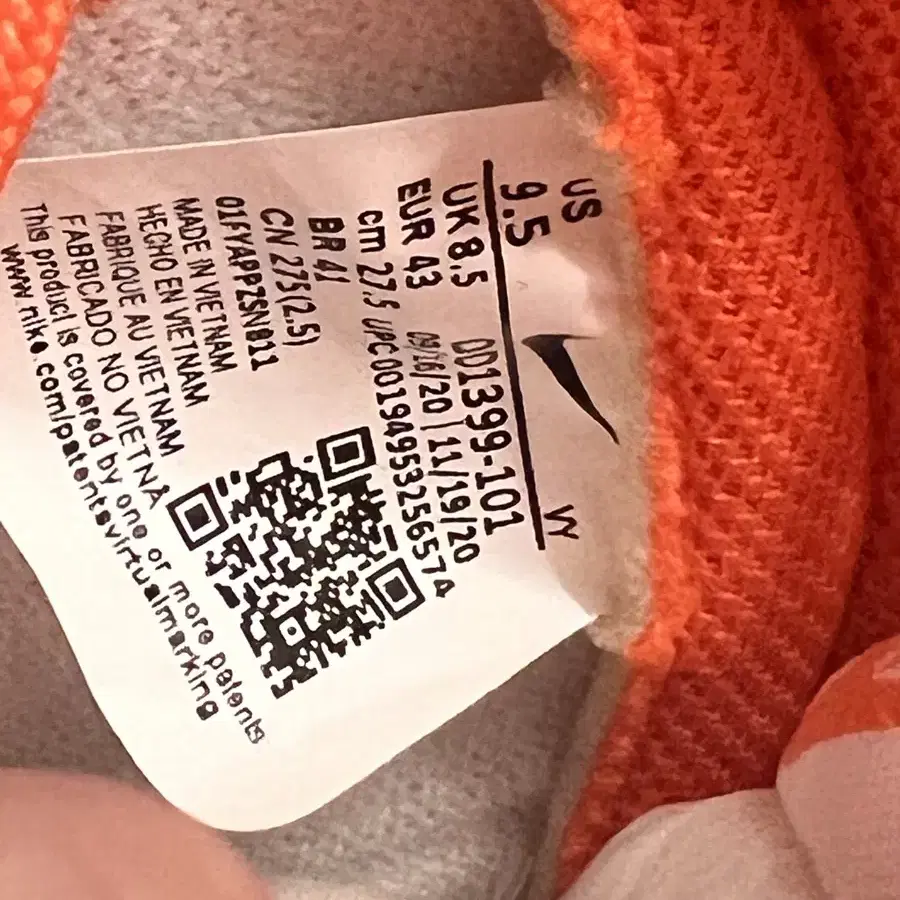 US
9.5
VY
UK 8.5 DD1399-101
EUR 43 09/16/20 | 11/19/20
cm 27.5 UPC 00194953256574
BR 41
CN 275(2.5)
MADE IN VIETNAM
HECHO EN VIETNAM
FABRIQUE AU VIETNAM
FABRICADO NO VIETNA
This product is covered by one or more patents
www.nike.com/patentsvirtualmarking